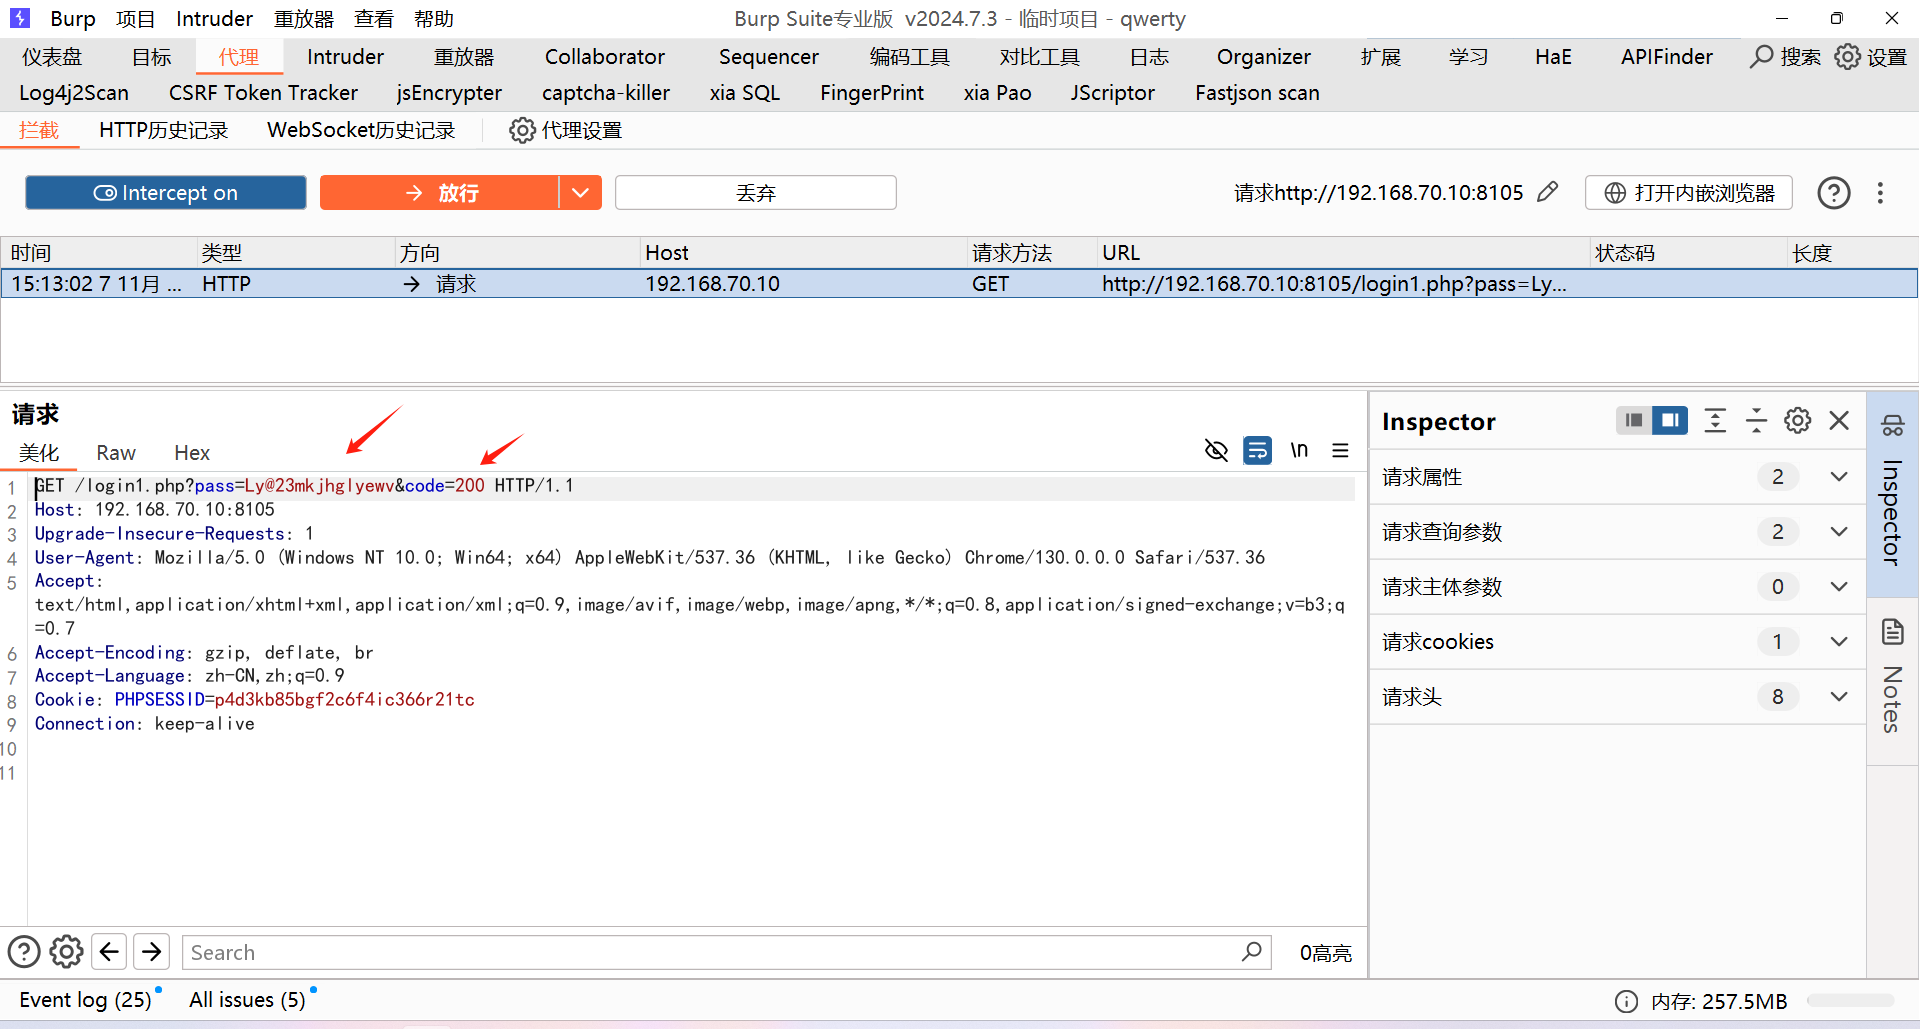 Burp 项目 Intruder 重放器 查看 帮助 Burp Suite专业版 v2024.7.3 - 临时项目 - qwerty
仪表盘 目标 代理 Intruder 重放器 Collaborator Sequencer 编码工具 对比工具 日志 Organizer 扩展 学习 HaE APIFinder 搜索 设置
Log4j2Scan CSRF Token Tracker jsEncrypter captcha-killer xia SQL FingerPrint xia Pao JScriptor Fastjson scan
拦截 HTTP历史记录 WebSocket历史记录 代理设置
Intercept on 放行 丢弃 请求http://192.168.70.10:8105 打开内嵌浏览器
时间 类型 方向 Host 请求方法 URL 状态码 长度
15:13:02 7 11月 ... HTTP → 请求 192.168.70.10 GET http://192.168.70.10:8105/login1.php?pass=Ly...
请求
美化 Raw Hex \n
1 GET /login1.php?pass=Ly@23mkjhglyewv&code=200 HTTP/1.1
2 Host: 192.168.70.10:8105
3 Upgrade-Insecure-Requests: 1
4 User-Agent: Mozilla/5.0 (Windows NT 10.0; Win64; x64) AppleWebKit/537.36 (KHTML, like Gecko) Chrome/130.0.0.0 Safari/537.36
5 Accept:
text/html,application/xhtml+xml,application/xml;q=0.9,image/avif,image/webp,image/apng,*/*;q=0.8,application/signed-exchange;v=b3;q
=0.7
6 Accept-Encoding: gzip, deflate, br
7 Accept-Language: zh-CN,zh;q=0.9
8 Cookie: PHPSESSID=p4d3kb85bgf2c6f4ic366r21tc
9 Connection: keep-alive
10
11
Inspector
请求属性 2
请求查询参数 2
请求主体参数 0
请求cookies 1
请求头 8
Inspector
Notes
Search 0高亮
Event log (25) All issues (5) 内存: 257.5MB